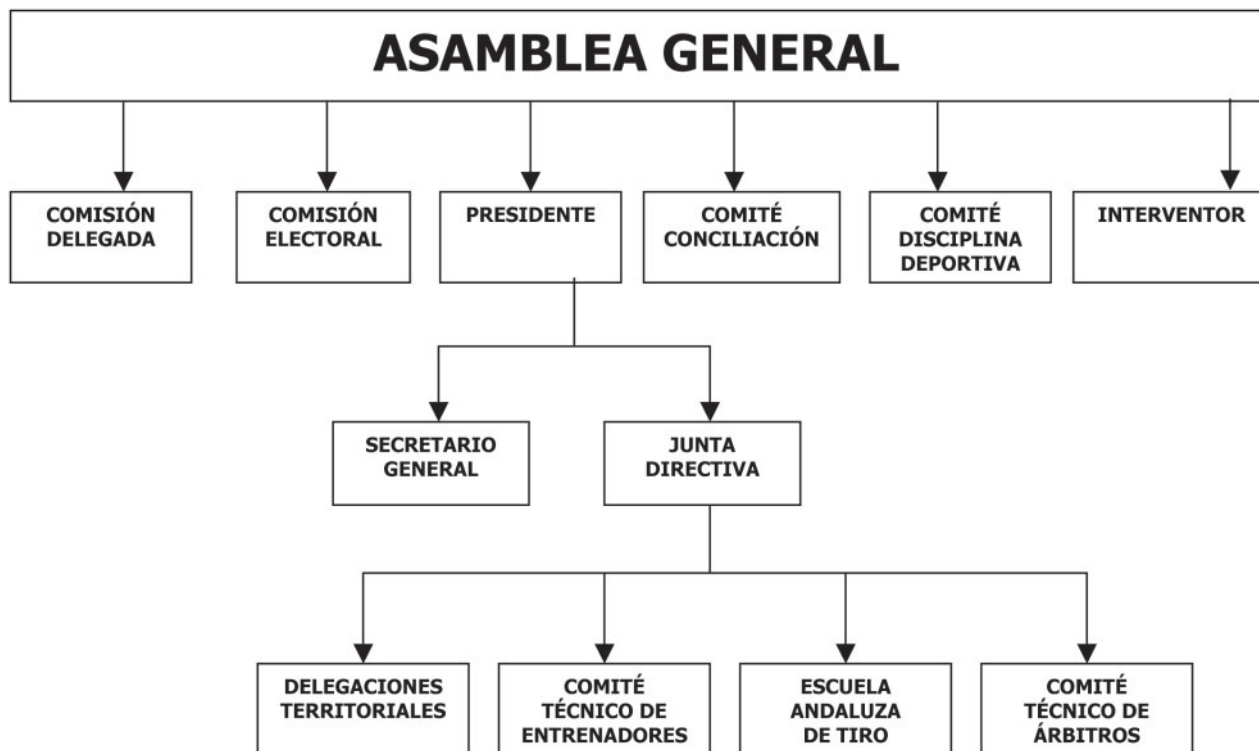 ASAMBLEA GENERAL
COMISIÓN
DELEGADA
COMISIÓN
ELECTORAL
PRESIDENTE
COMITÉ
CONCILIACIÓN
COMITÉ
DISCIPLINA
DEPORTIVA
INTERVENTOR
SECRETARIO
GENERAL
JUNTA
DIRECTIVA
DELEGACIONES
TERRITORIALES
COMITÉ
TÉCNICO DE
ENTRENADORES
ESCUELA
ANDALUZA
DE TIRO
COMITÉ
TÉCNICO DE
ÁRBITROS